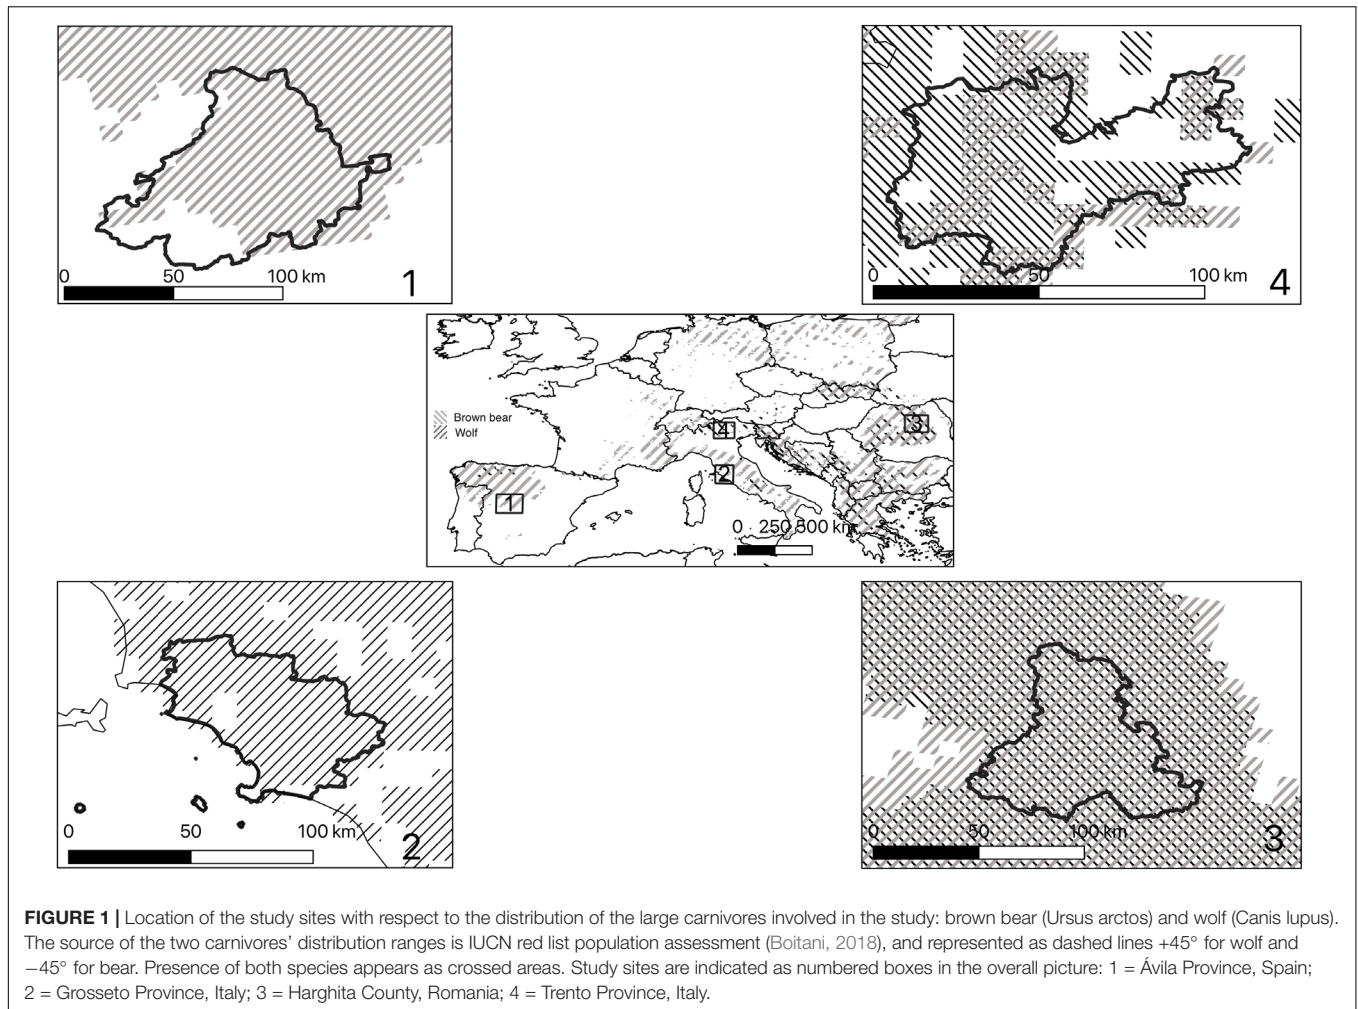 0 50 100 km
1
0 50 100 km
4
Brown bear
Wolf
4
3
2
1
0 250 500 km
0 50 100 km
2
0 50 100 km
3
FIGURE 1 | Location of the study sites with respect to the distribution of the large carnivores involved in the study: brown bear (Ursus arctos) and wolf (Canis lupus).
The source of the two carnivores’ distribution ranges is IUCN red list population assessment (Boitani, 2018), and represented as dashed lines +45° for wolf and
−45° for bear. Presence of both species appears as crossed areas. Study sites are indicated as numbered boxes in the overall picture: 1 = Ávila Province, Spain;
2 = Grosseto Province, Italy; 3 = Harghita County, Romania; 4 = Trento Province, Italy.